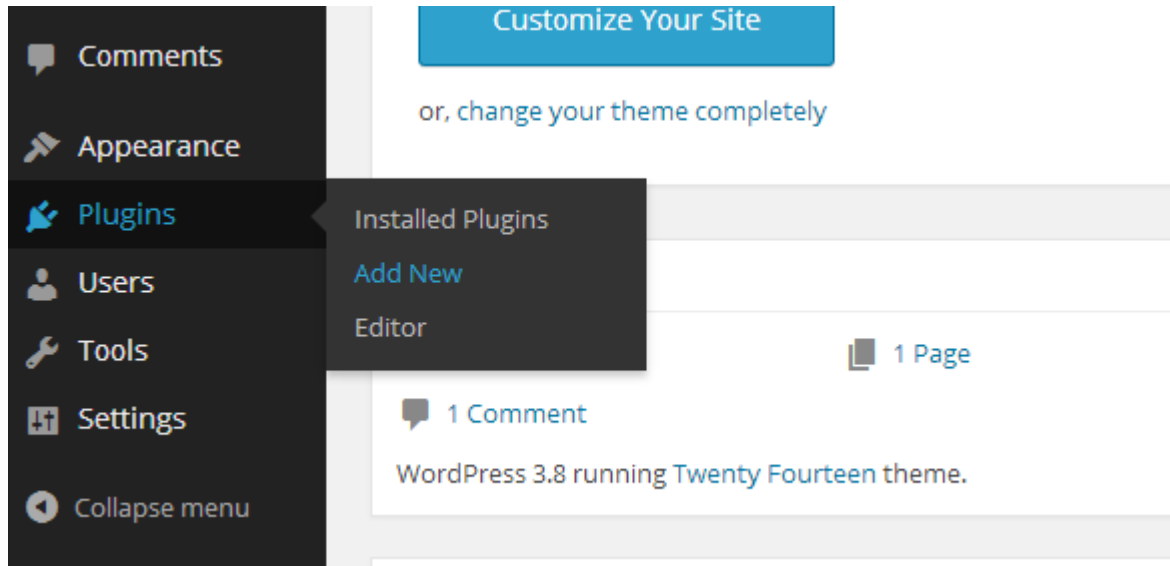 Comments
Appearance
Plugins
Users
Tools
Settings
Collapse menu
Installed Plugins
Add New
Editor
Customize Your Site
or, change your theme completely
1 Page
1 Comment
WordPress 3.8 running Twenty Fourteen theme.